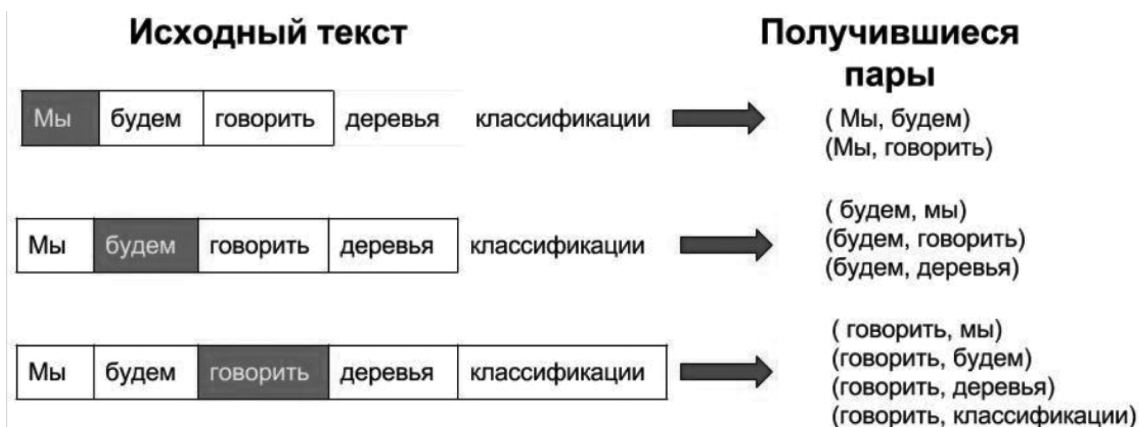 Исходный текст
Получившиеся
пары
Мы будем говорить деревья классификации
( Мы, будем)
(Мы, говорить)
Мы будем говорить деревья классификации
( будем, мы)
(будем, говорить)
(будем, деревья)
Мы будем говорить деревья классификации
( говорить, мы)
(говорить, будем)
(говорить, деревья)
(говорить, классификации)